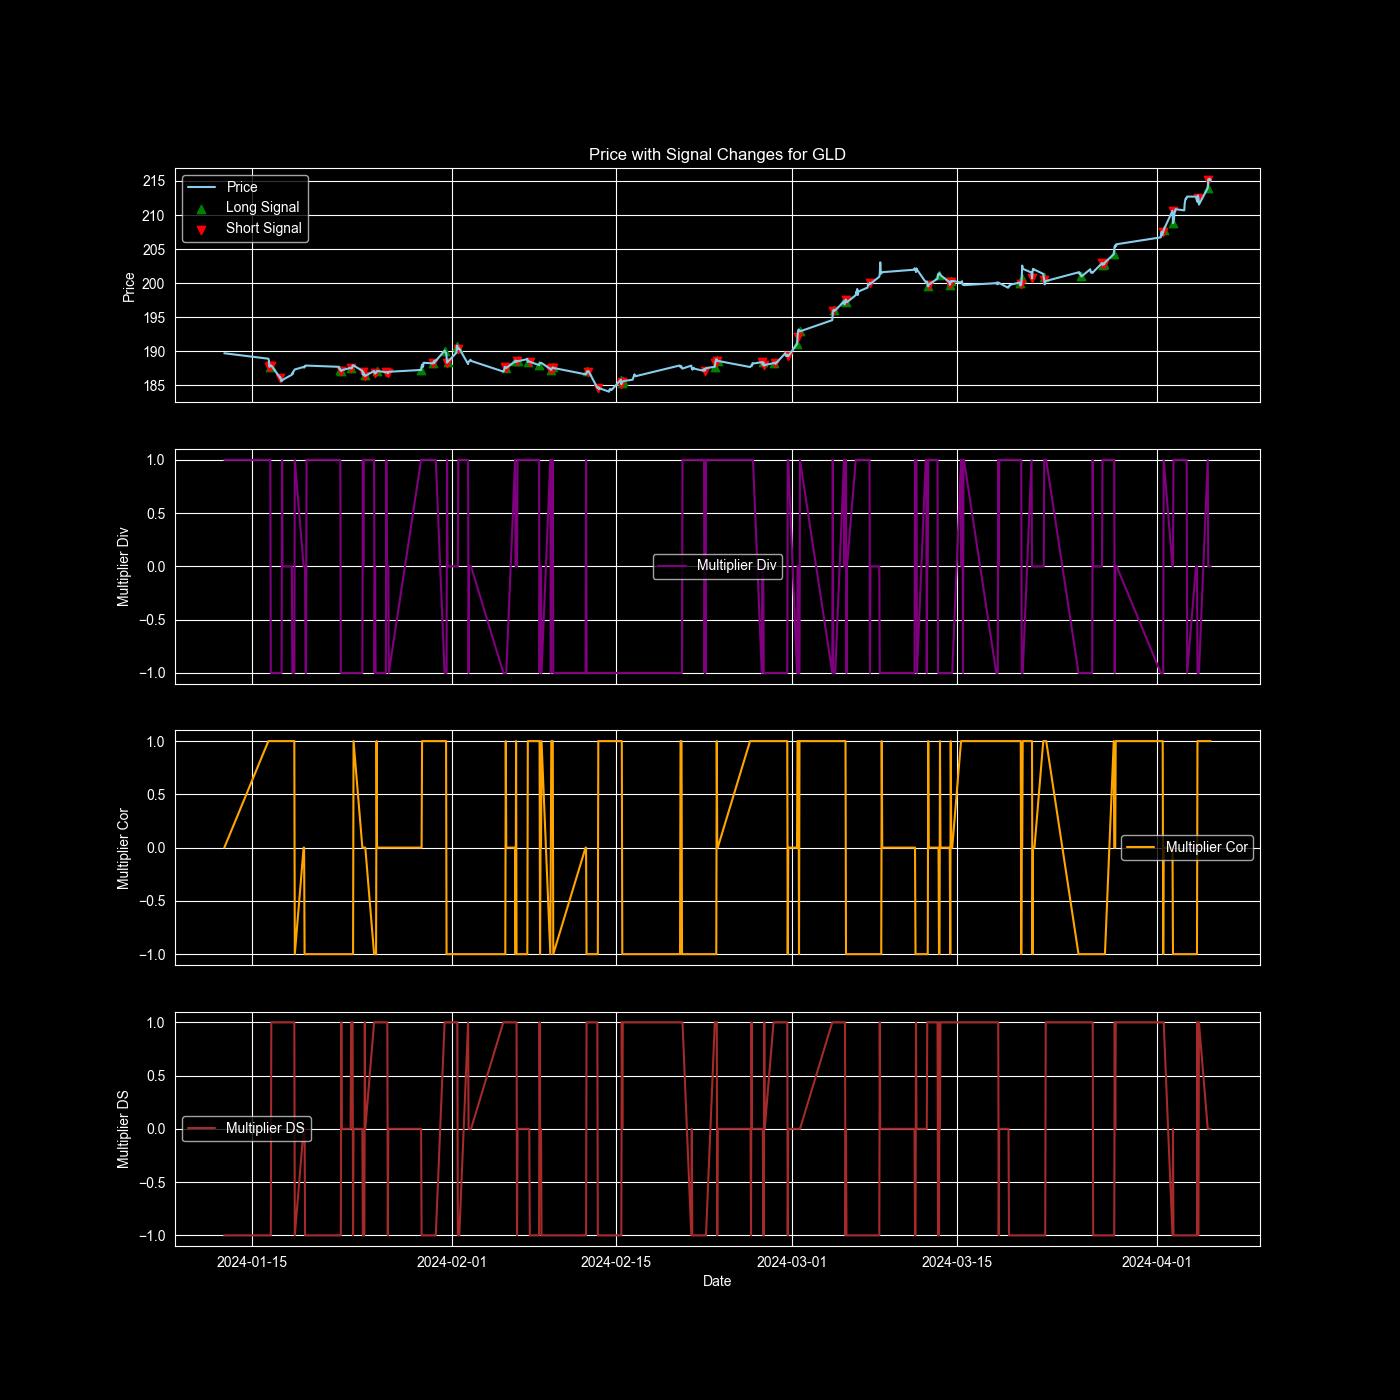 Price with Signal Changes for GLD
215
210
205
200
195
190
185
Price
Price
Long Signal
Short Signal
1.0
0.5
0.0
−0.5
−1.0
Multiplier Div
Multiplier Div
1.0
0.5
0.0
−0.5
−1.0
Multiplier Cor
Multiplier Cor
1.0
0.5
0.0
−0.5
−1.0
Multiplier DS
Multiplier DS
2024-01-15
2024-02-01
2024-02-15
2024-03-01
2024-03-15
2024-04-01
Date